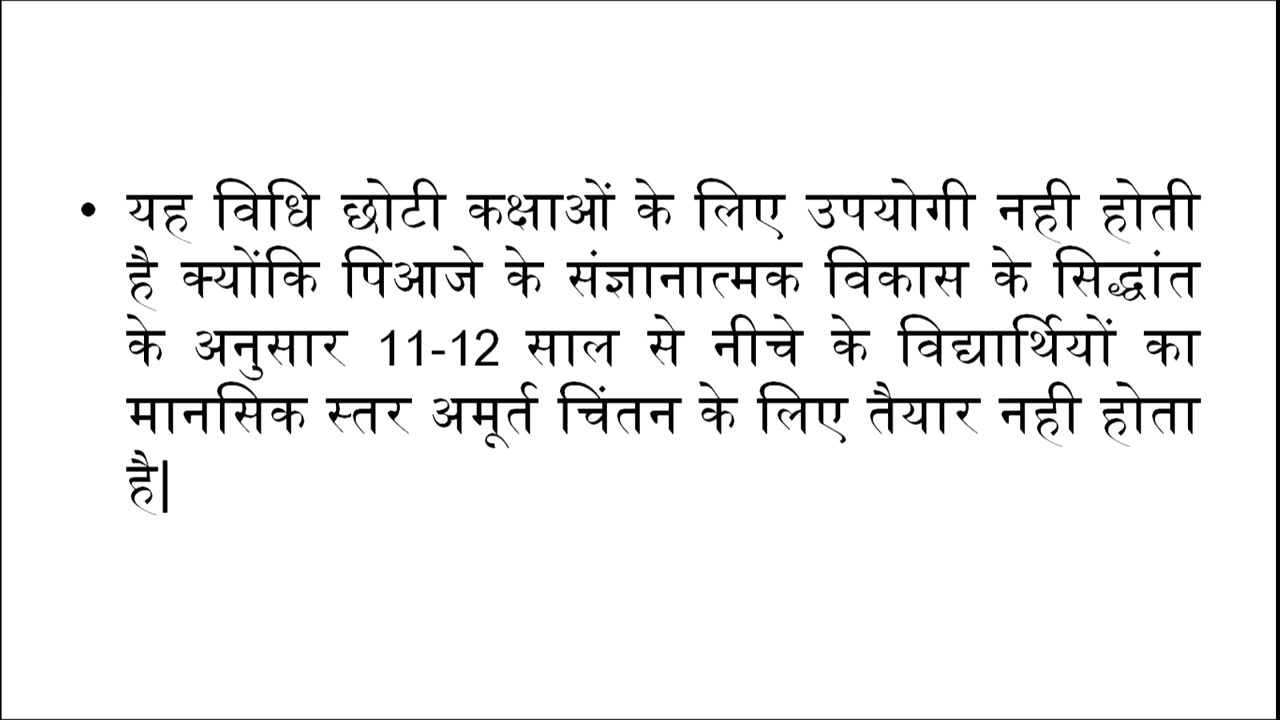 • यह विधि छोटी कक्षाओं के लिए उपयोगी नही होती
है क्योंकि पिआजे के संज्ञानात्मक विकास के सिद्धांत
के अनुसार 11-12 साल से नीचे के विद्यार्थियों का
मानसिक स्तर अमूर्त चिंतन के लिए तैयार नही होता
है|